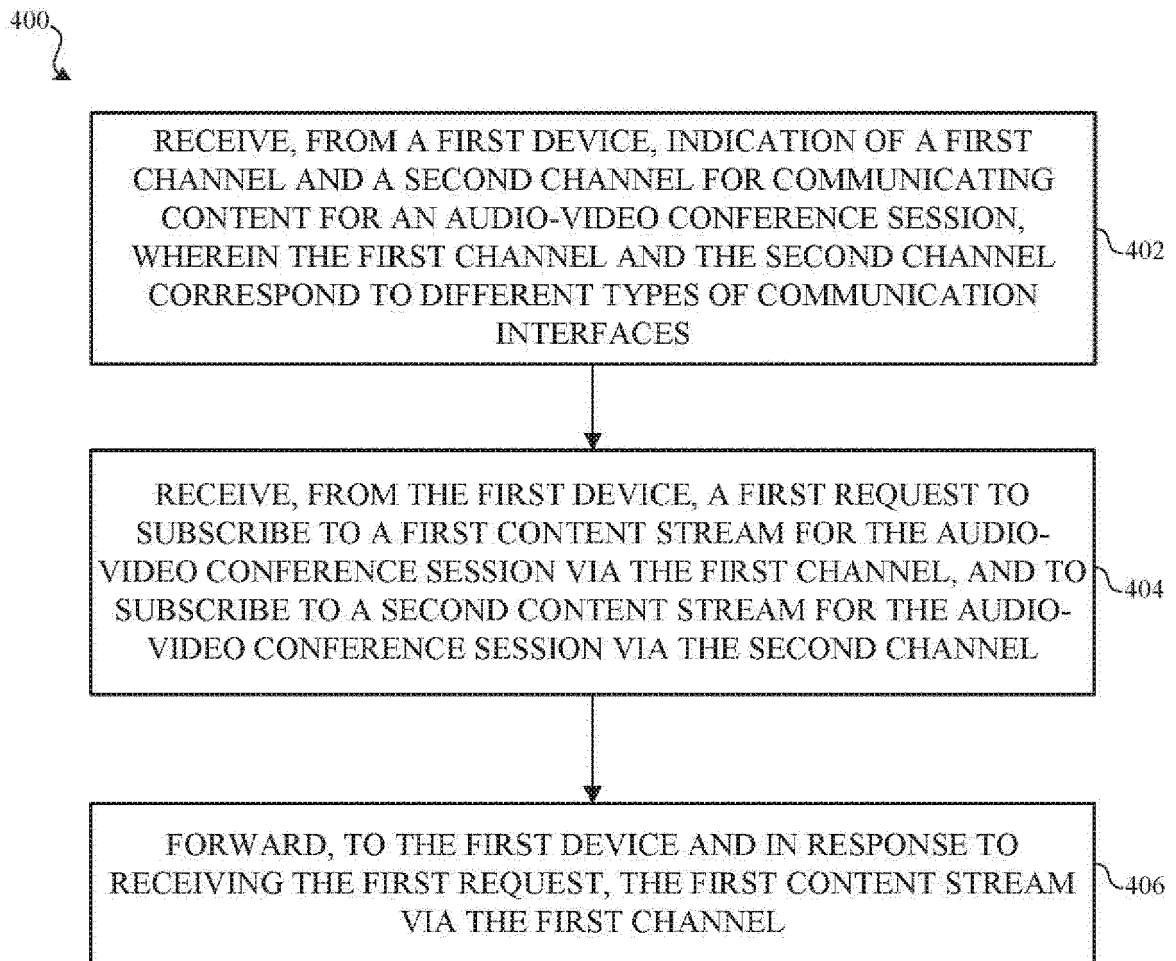 400
RECEIVE, FROM A FIRST DEVICE, INDICATION OF A FIRST
CHANNEL AND A SECOND CHANNEL FOR COMMUNICATING
CONTENT FOR AN AUDIO-VIDEO CONFERENCE SESSION,
WHEREIN THE FIRST CHANNEL AND THE SECOND CHANNEL
CORRESPOND TO DIFFERENT TYPES OF COMMUNICATION
INTERFACES
402
RECEIVE, FROM THE FIRST DEVICE, A FIRST REQUEST TO
SUBSCRIBE TO A FIRST CONTENT STREAM FOR THE AUDIO-
VIDEO CONFERENCE SESSION VIA THE FIRST CHANNEL, AND TO
SUBSCRIBE TO A SECOND CONTENT STREAM FOR THE AUDIO-
VIDEO CONFERENCE SESSION VIA THE SECOND CHANNEL
404
FORWARD, TO THE FIRST DEVICE AND IN RESPONSE TO
RECEIVING THE FIRST REQUEST, THE FIRST CONTENT STREAM
VIA THE FIRST CHANNEL
406